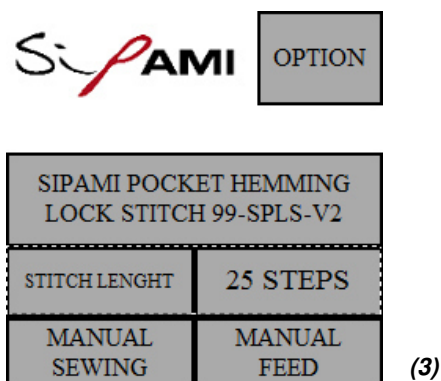 SiPAMI OPTION
SIPAMI POCKET HEMMING
LOCK STITCH 99-SPLS-V2
STITCH LENGHT 25 STEPS
MANUAL SEWING MANUAL FEED (3)